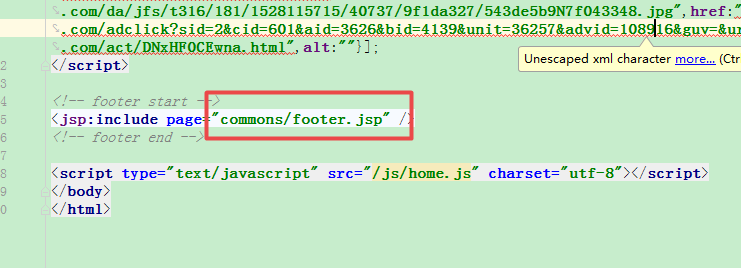 .com/da/jfs/t316/181/1528115715/40737/9f1da327/543de5b9N7f043348.jpg",href:"
.com/adclick?sid=2&cid=601&aid=3626&bid=4139&unit=36257&advid=108916&guv=&ur
.com/act/DNxHFOCEwna.html",alt:""}];
Unescaped xml character more... (Ctr
2 </script>
4 <!-- footer start -->
5 <jsp:include page="commons/footer.jsp" />
6 <!-- footer end -->
7
8 <script type="text/javascript" src="/js/home.js" charset="utf-8"></script>
9 </body>
0 </html>